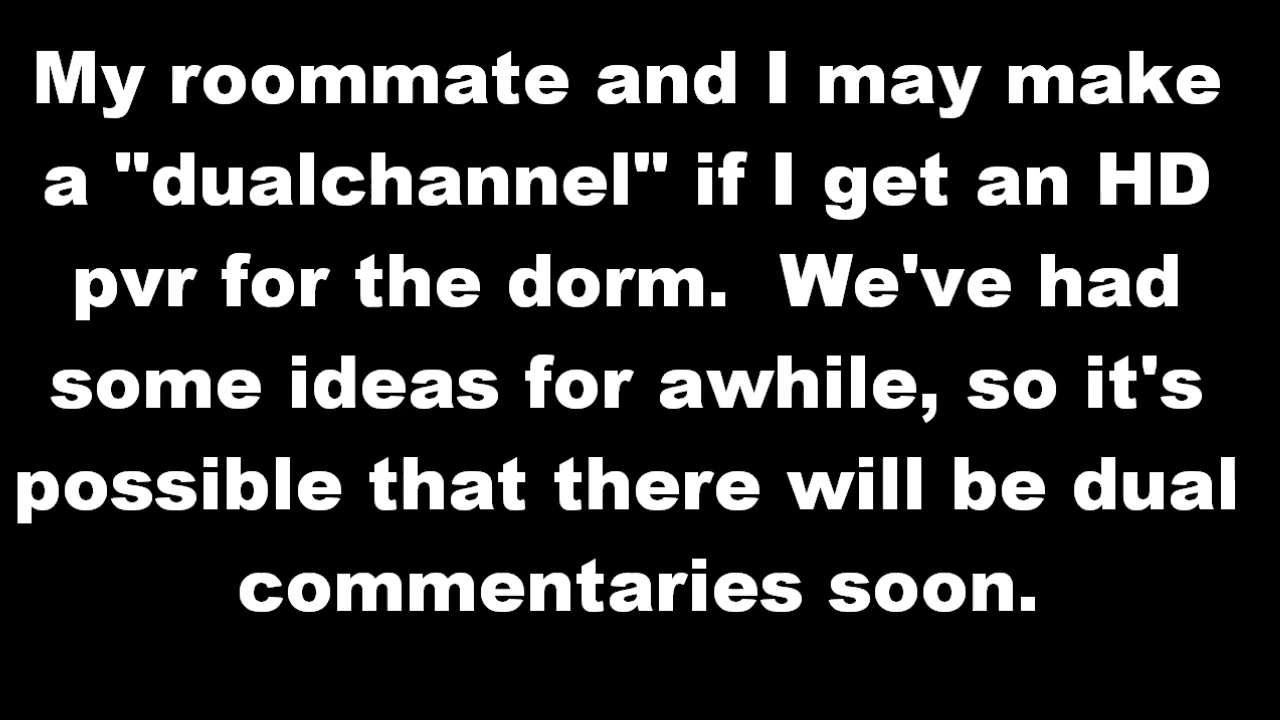 My roommate and I may make
a "dualchannel" if I get an HD
pvr for the dorm.  We've had
some ideas for awhile, so it's
possible that there will be dual
commentaries soon.